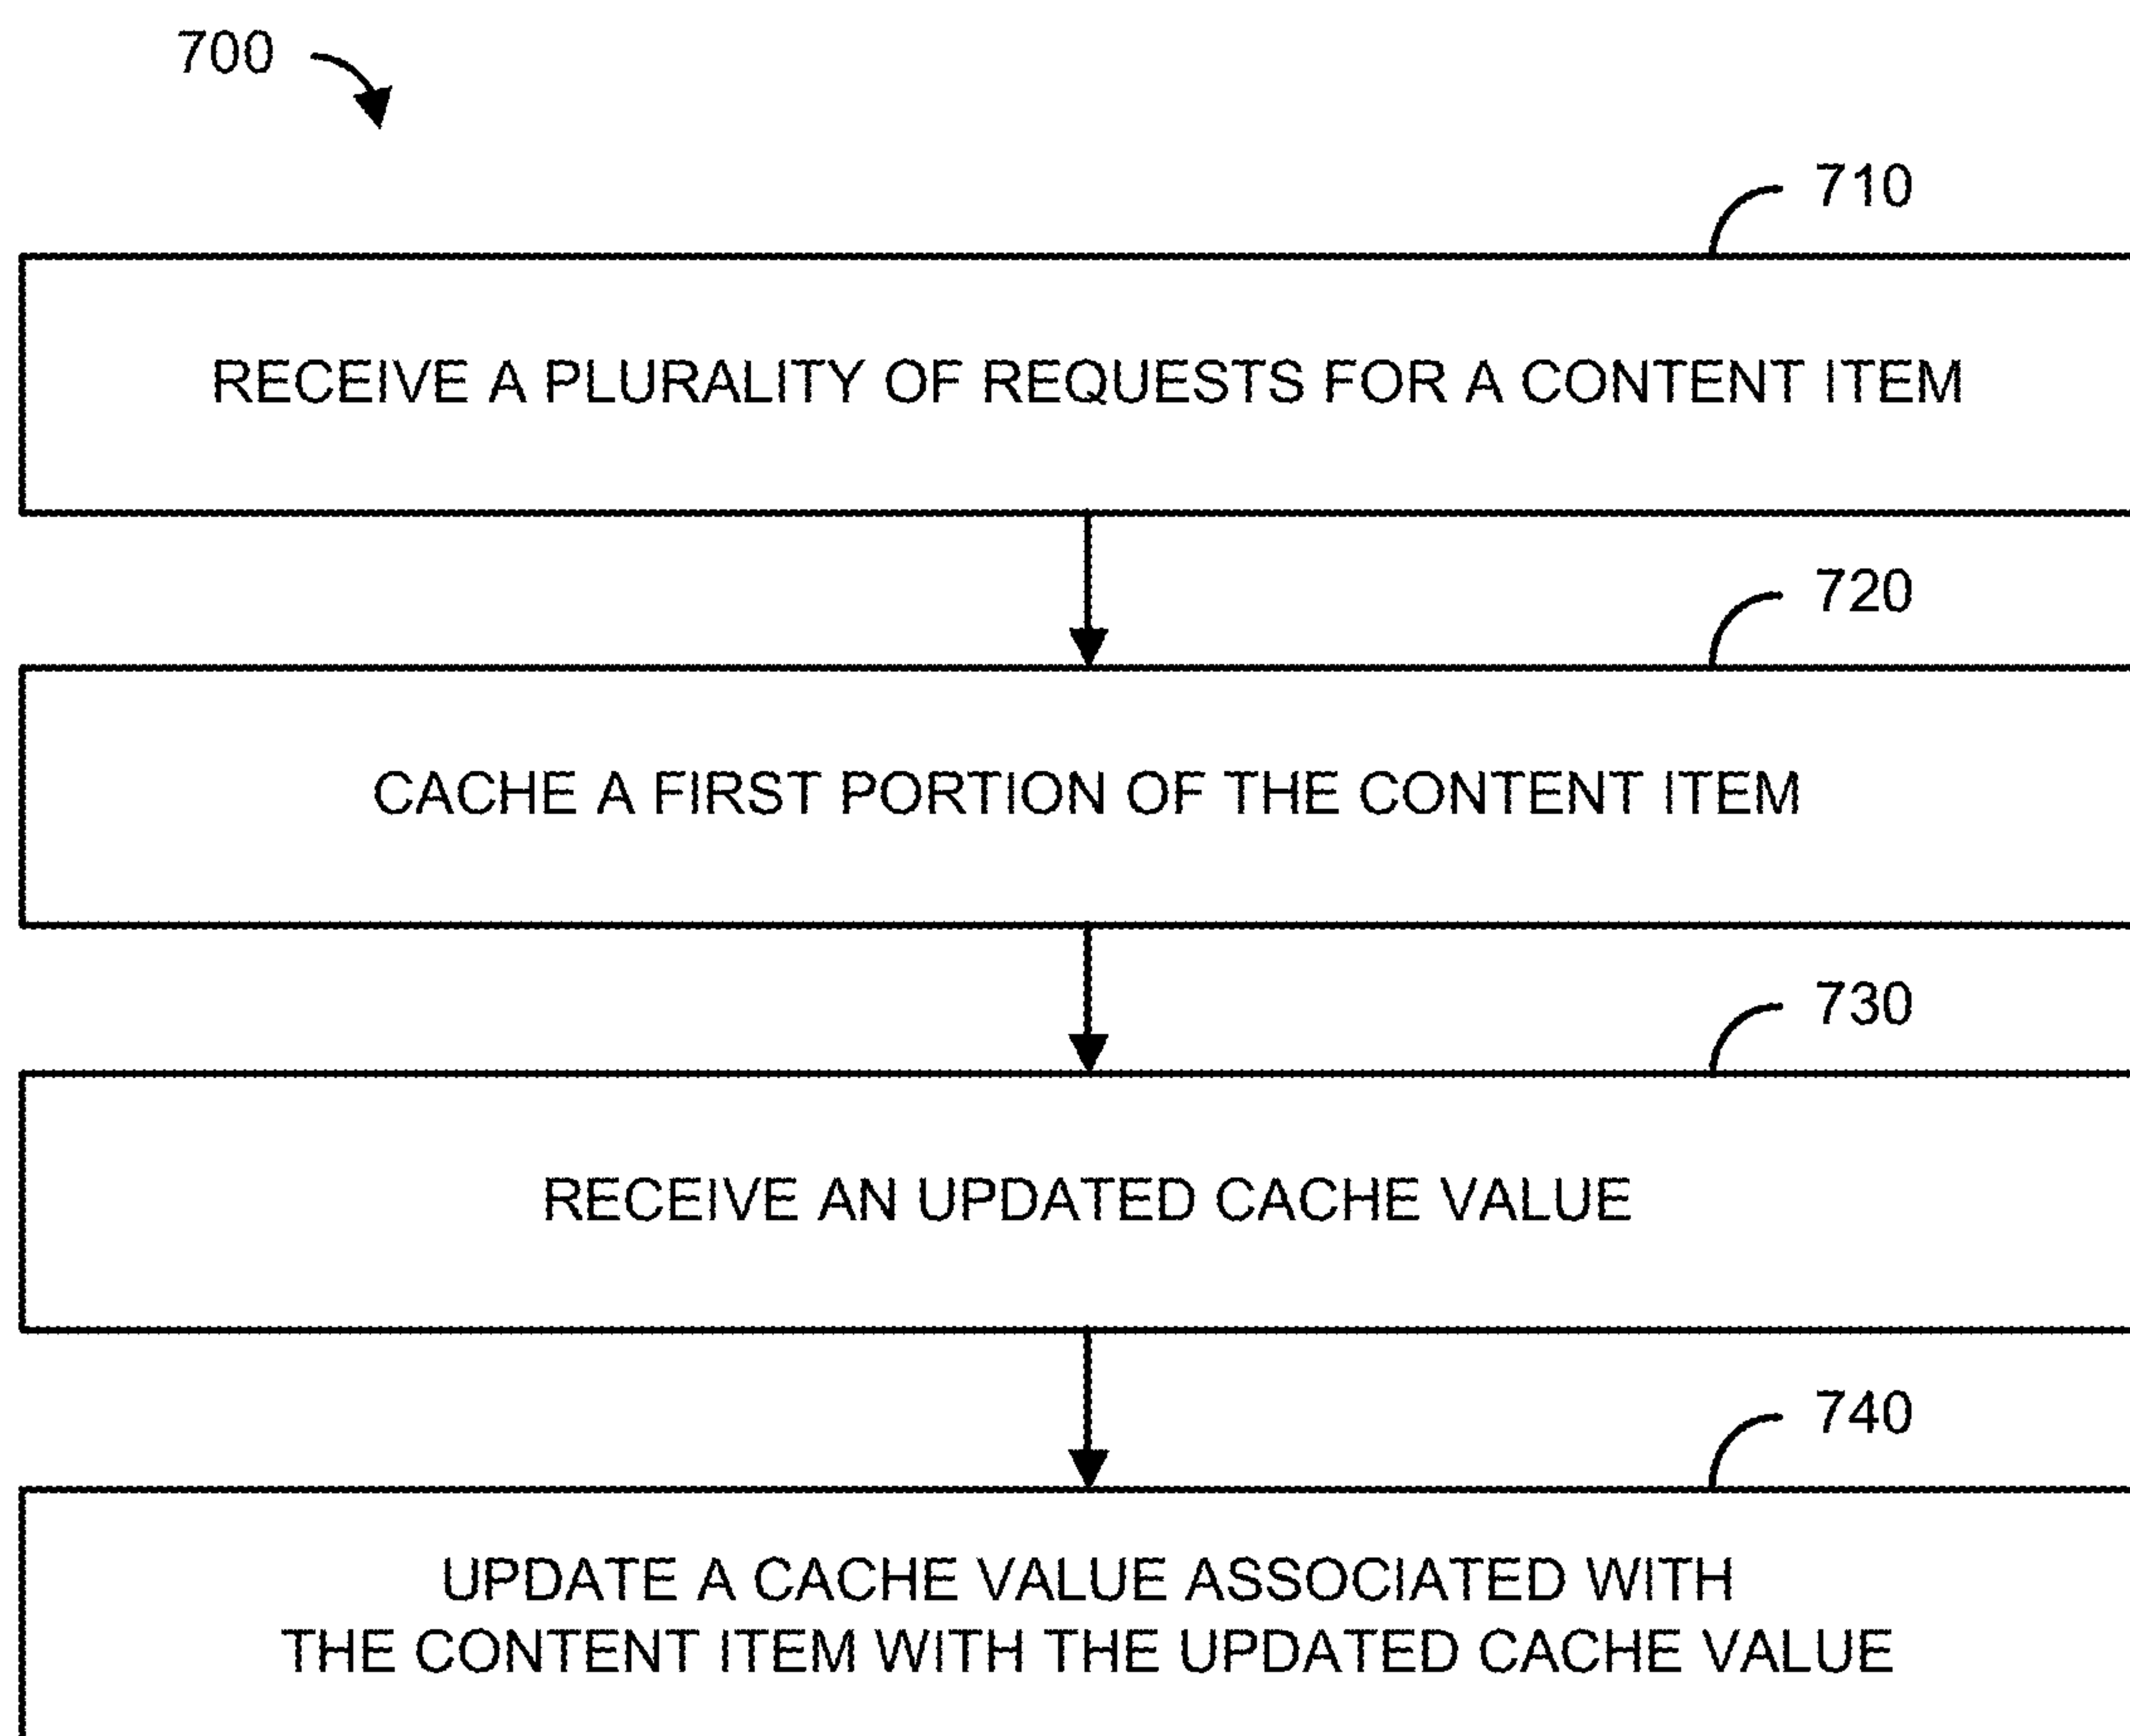 700
710
RECEIVE A PLURALITY OF REQUESTS FOR A CONTENT ITEM
720
CACHE A FIRST PORTION OF THE CONTENT ITEM
730
RECEIVE AN UPDATED CACHE VALUE
740
UPDATE A CACHE VALUE ASSOCIATED WITH
THE CONTENT ITEM WITH THE UPDATED CACHE VALUE